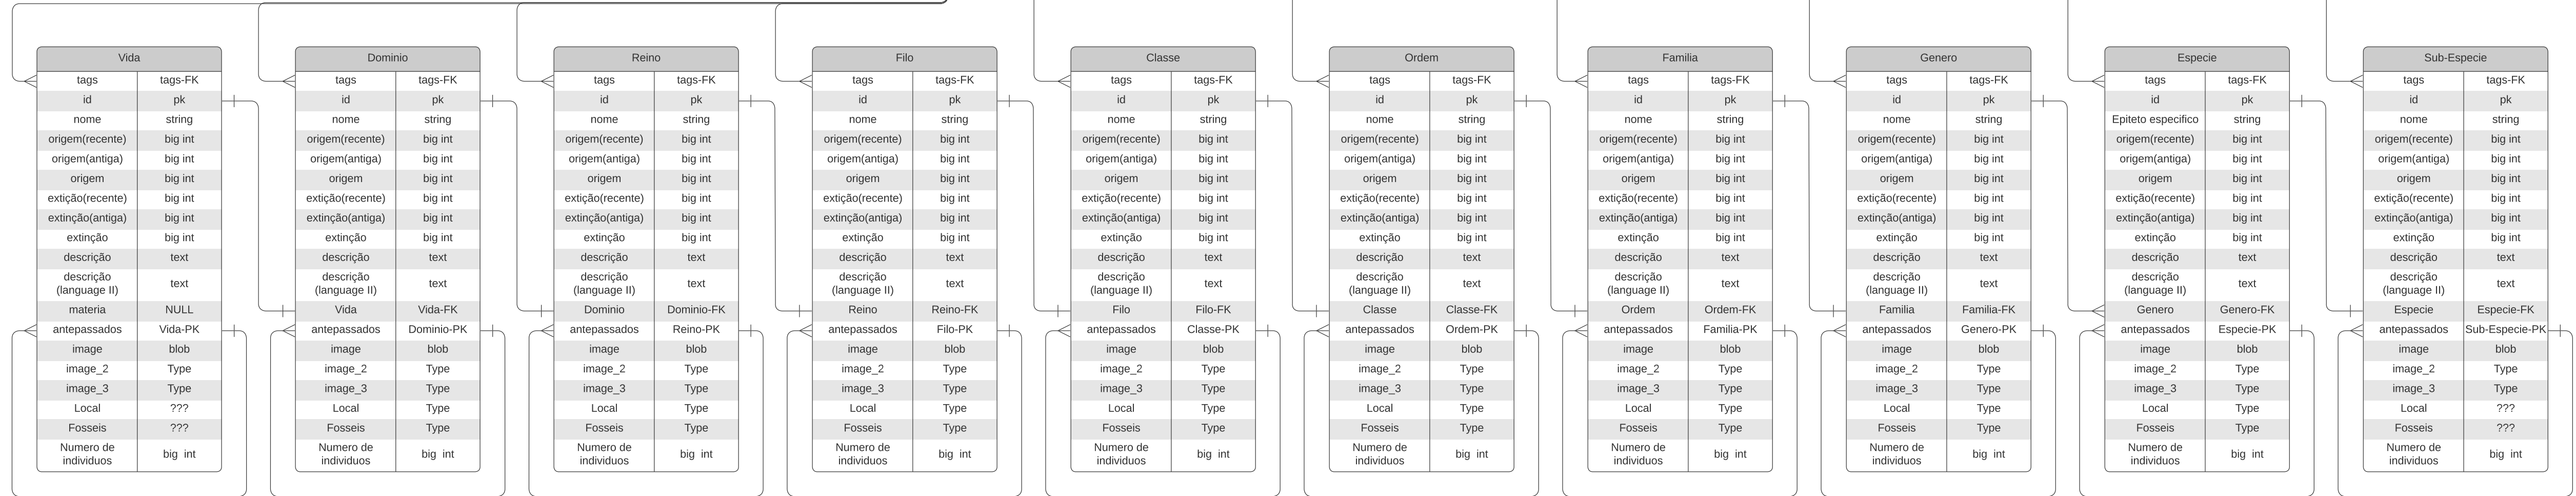 Vida
tags tags-FK
id pk
nome string
origem(recente) big int
origem(antiga) big int
origem big int
extição(recente) big int
extinção(antiga) big int
extinção big int
descrição text
descrição
(language II) text
materia NULL
antepassados Vida-PK
image blob
image_2 Type
image_3 Type
Local ???
Fosseis ???
Numero de
individuos big int
Dominio
tags tags-FK
id pk
nome string
origem(recente) big int
origem(antiga) big int
origem big int
extição(recente) big int
extinção(antiga) big int
extinção big int
descrição text
descrição
(language II) text
Vida Vida-FK
antepassados Dominio-PK
image blob
image_2 Type
image_3 Type
Local Type
Fosseis Type
Numero de
individuos big int
Reino
tags tags-FK
id pk
nome string
origem(recente) big int
origem(antiga) big int
origem big int
extição(recente) big int
extinção(antiga) big int
extinção big int
descrição text
descrição
(language II) text
Dominio Dominio-FK
antepassados Reino-PK
image blob
image_2 Type
image_3 Type
Local Type
Fosseis Type
Numero de
individuos big int
Filo
tags tags-FK
id pk
nome string
origem(recente) big int
origem(antiga) big int
origem big int
extição(recente) big int
extinção(antiga) big int
extinção big int
descrição text
descrição
(language II) text
Reino Reino-FK
antepassados Filo-PK
image blob
image_2 Type
image_3 Type
Local Type
Fosseis Type
Numero de
individuos big int
Classe
tags tags-FK
id pk
nome string
origem(recente) big int
origem(antiga) big int
origem big int
extição(recente) big int
extinção(antiga) big int
extinção big int
descrição text
descrição
(language II) text
Filo Filo-FK
antepassados Classe-PK
image blob
image_2 Type
image_3 Type
Local Type
Fosseis Type
Numero de
individuos big int
Ordem
tags tags-FK
id pk
nome string
origem(recente) big int
origem(antiga) big int
origem big int
extição(recente) big int
extinção(antiga) big int
extinção big int
descrição text
descrição
(language II) text
Classe Classe-FK
antepassados Ordem-PK
image blob
image_2 Type
image_3 Type
Local Type
Fosseis Type
Numero de
individuos big int
Familia
tags tags-FK
id pk
nome string
origem(recente) big int
origem(antiga) big int
origem big int
extição(recente) big int
extinção(antiga) big int
extinção big int
descrição text
descrição
(language II) text
Ordem Ordem-FK
antepassados Familia-PK
image blob
image_2 Type
image_3 Type
Local Type
Fosseis Type
Numero de
individuos big int
Genero
tags tags-FK
id pk
nome string
origem(recente) big int
origem(antiga) big int
origem big int
extição(recente) big int
extinção(antiga) big int
extinção big int
descrição text
descrição
(language II) text
Familia Familia-FK
antepassados Genero-PK
image blob
image_2 Type
image_3 Type
Local Type
Fosseis Type
Numero de
individuos big int
Especie
tags tags-FK
id pk
Epiteto especifico string
origem(recente) big int
origem(antiga) big int
origem big int
extição(recente) big int
extinção(antiga) big int
extinção big int
descrição text
descrição
(language II) text
Genero Genero-FK
antepassados Especie-PK
image blob
image_2 Type
image_3 Type
Local Type
Fosseis Type
Numero de
individuos big int
Sub-Especie
tags tags-FK
id pk
nome string
origem(recente) big int
origem(antiga) big int
origem big int
extição(recente) big int
extinção(antiga) big int
extinção big int
descrição text
descrição
(language II) text
Especie Especie-FK
antepassados Sub-Especie-PK
image blob
image_2 Type
image_3 Type
Local ???
Fosseis ???
Numero de
individuos big int